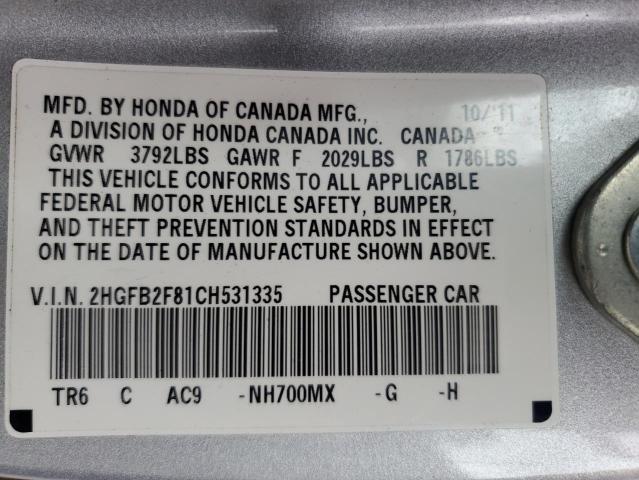 MFD. BY HONDA OF CANADA MFG., 10/11
A DIVISION OF HONDA CANADA INC. CANADA
GVWR 3792LBS GAWR F 2029LBS R 1786LBS
THIS VEHICLE CONFORMS TO ALL APPLICABLE
FEDERAL MOTOR VEHICLE SAFETY, BUMPER,
AND THEFT PREVENTION STANDARDS IN EFFECT
ON THE DATE OF MANUFACTURE SHOWN ABOVE.
V.I.N. 2HGFB2F81CH531335 PASSENGER CAR
TR6 C AC9 -NH700MX -G -H